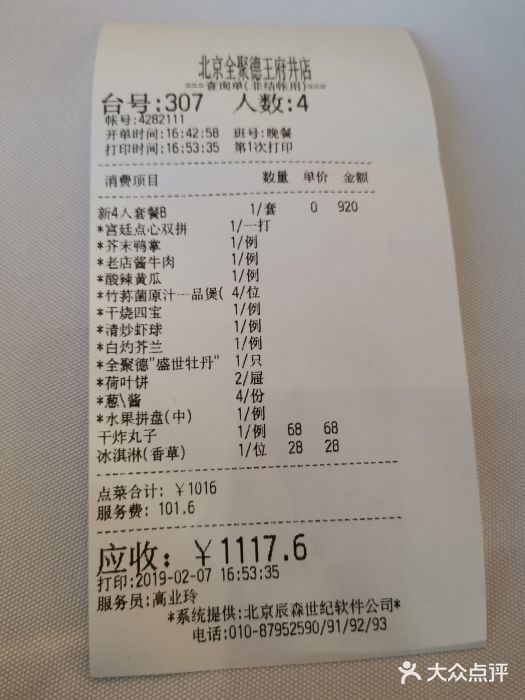 北京全聚德王府井店
===查询单(非结帐用)===
台号:307 人数:4
帐号:4282111
开单时间:16:42:58 班号:晚餐
打印时间:16:53:35 第1次打印
消费项目 数量 单价 金额
新4人套餐B 1/套 0 920
*宫廷点心双拼 1/一打
*芥末鸭掌 1/例
*老店酱牛肉 1/例
*酸辣黄瓜 1/例
*竹荪菌原汁一品煲( 4/位
*干烧四宝 1/例
*清炒虾球 1/例
*白灼芥兰 1/例
*全聚德"盛世牡丹" 1/只
*荷叶饼 2/屉
*葱\酱 4/份
*水果拼盘(中) 1/例
干炸丸子 1/例 68 68
冰淇淋(香草) 1/位 28 28
点菜合计: ￥1016
服务费: 101.6
应收: ￥1117.6
打印:2019-02-07 16:53:35
服务员:高业玲
*系统提供:北京辰森世纪软件公司*
电话:010-87952590/91/92/93
大众点评